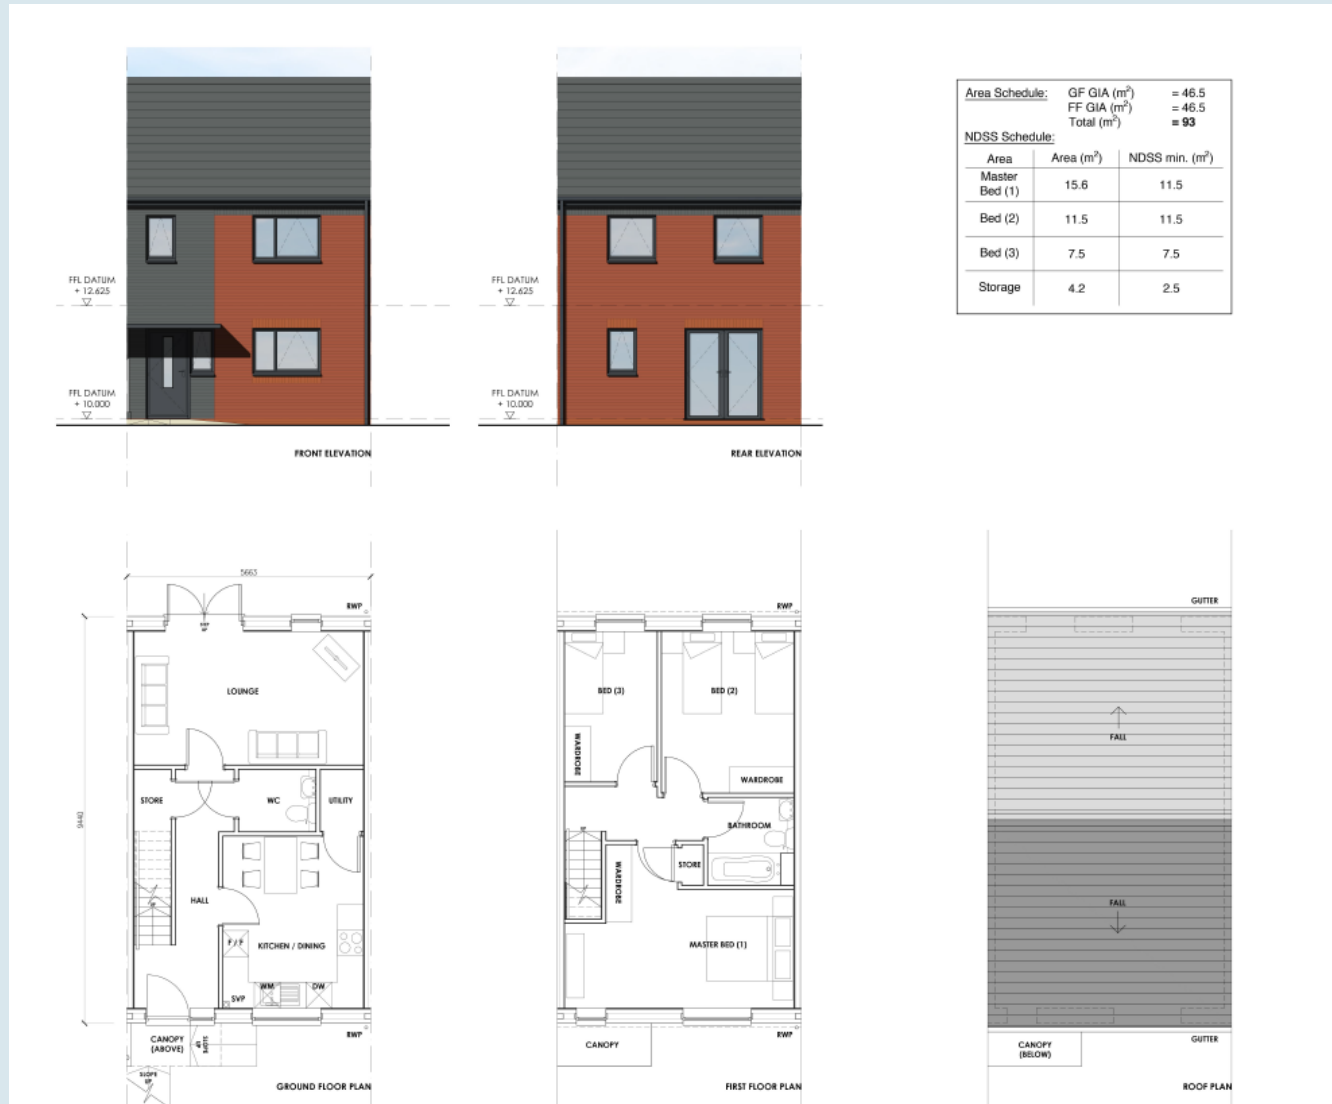 Area Schedule: GF GIA (m²) = 46.5
FF GIA (m²) = 46.5
Total (m²) = 93
NDSS Schedule:
Area Area (m²) NDSS min. (m²)
Master
Bed (1) 15.6 11.5
Bed (2) 11.5 11.5
Bed (3) 7.5 7.5
Storage 4.2 2.5
FFL DATUM
+ 12.625
FFL DATUM
+ 10.000
FRONT ELEVATION
FFL DATUM
+ 12.625
FFL DATUM
+ 10.000
REAR ELEVATION
5663
9440
RWP
UP
LOUNGE
STORE
WC
UTILITY
HALL
F / F
KITCHEN / DINING
SVP
WM
DW
RWP
CANOPY
(ABOVE)
SLOPE
UP
SLOPE
UP
GROUND FLOOR PLAN
RWP
BED (3)
BED (2)
WARDROBE
WARDROBE
BATHROOM
STORE
WARDROBE
MASTER BED (1)
RWP
CANOPY
FIRST FLOOR PLAN
GUTTER
FALL
FALL
GUTTER
CANOPY
(BELOW)
ROOF PLAN